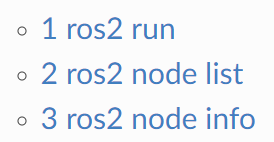 1 ros2 run
2 ros2 node list
3 ros2 node info